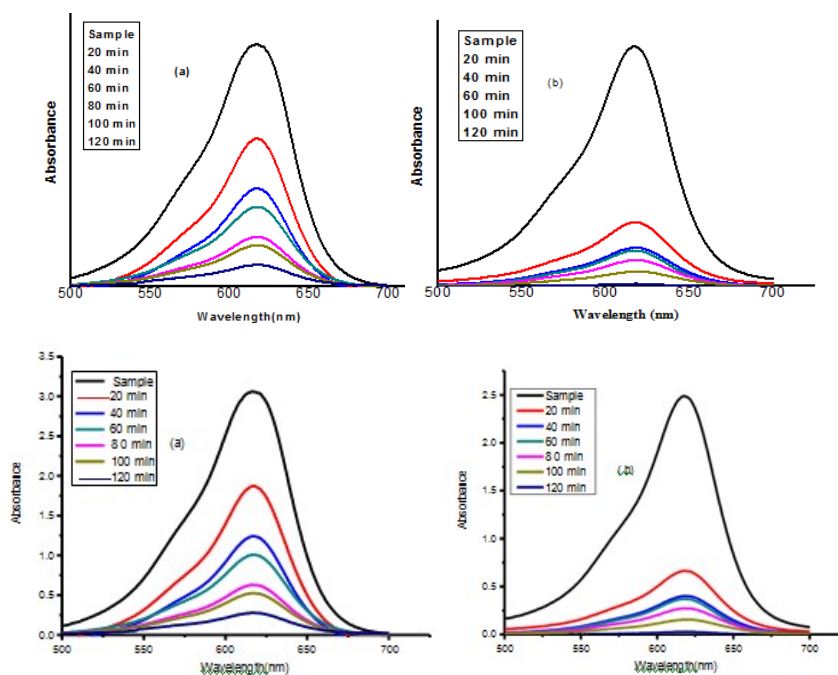 Sample
20 min
40 min
60 min
80 min
100 min
120 min
(a)
Absorbance
500
550
600
650
700
Wavelength(nm)
Sample
20 min
40 min
60 min
100 min
120 min
(b)
Absorbance
500
550
600
650
700
Wavelength (nm)
3.5
3.0
2.5
2.0
1.5
1.0
0.5
0.0
Sample
20 min
40 min
60 min
80 min
100 min
120 min
(a)
Absorbance
500
550
600
650
700
Wavelength(nm)
2.5
2.0
1.5
1.0
0.5
0.0
Sample
20 min
40 min
60 min
80 min
100 min
120 min
(.b)
Absorbance
500
550
600
650
700
Wavelength(nm)